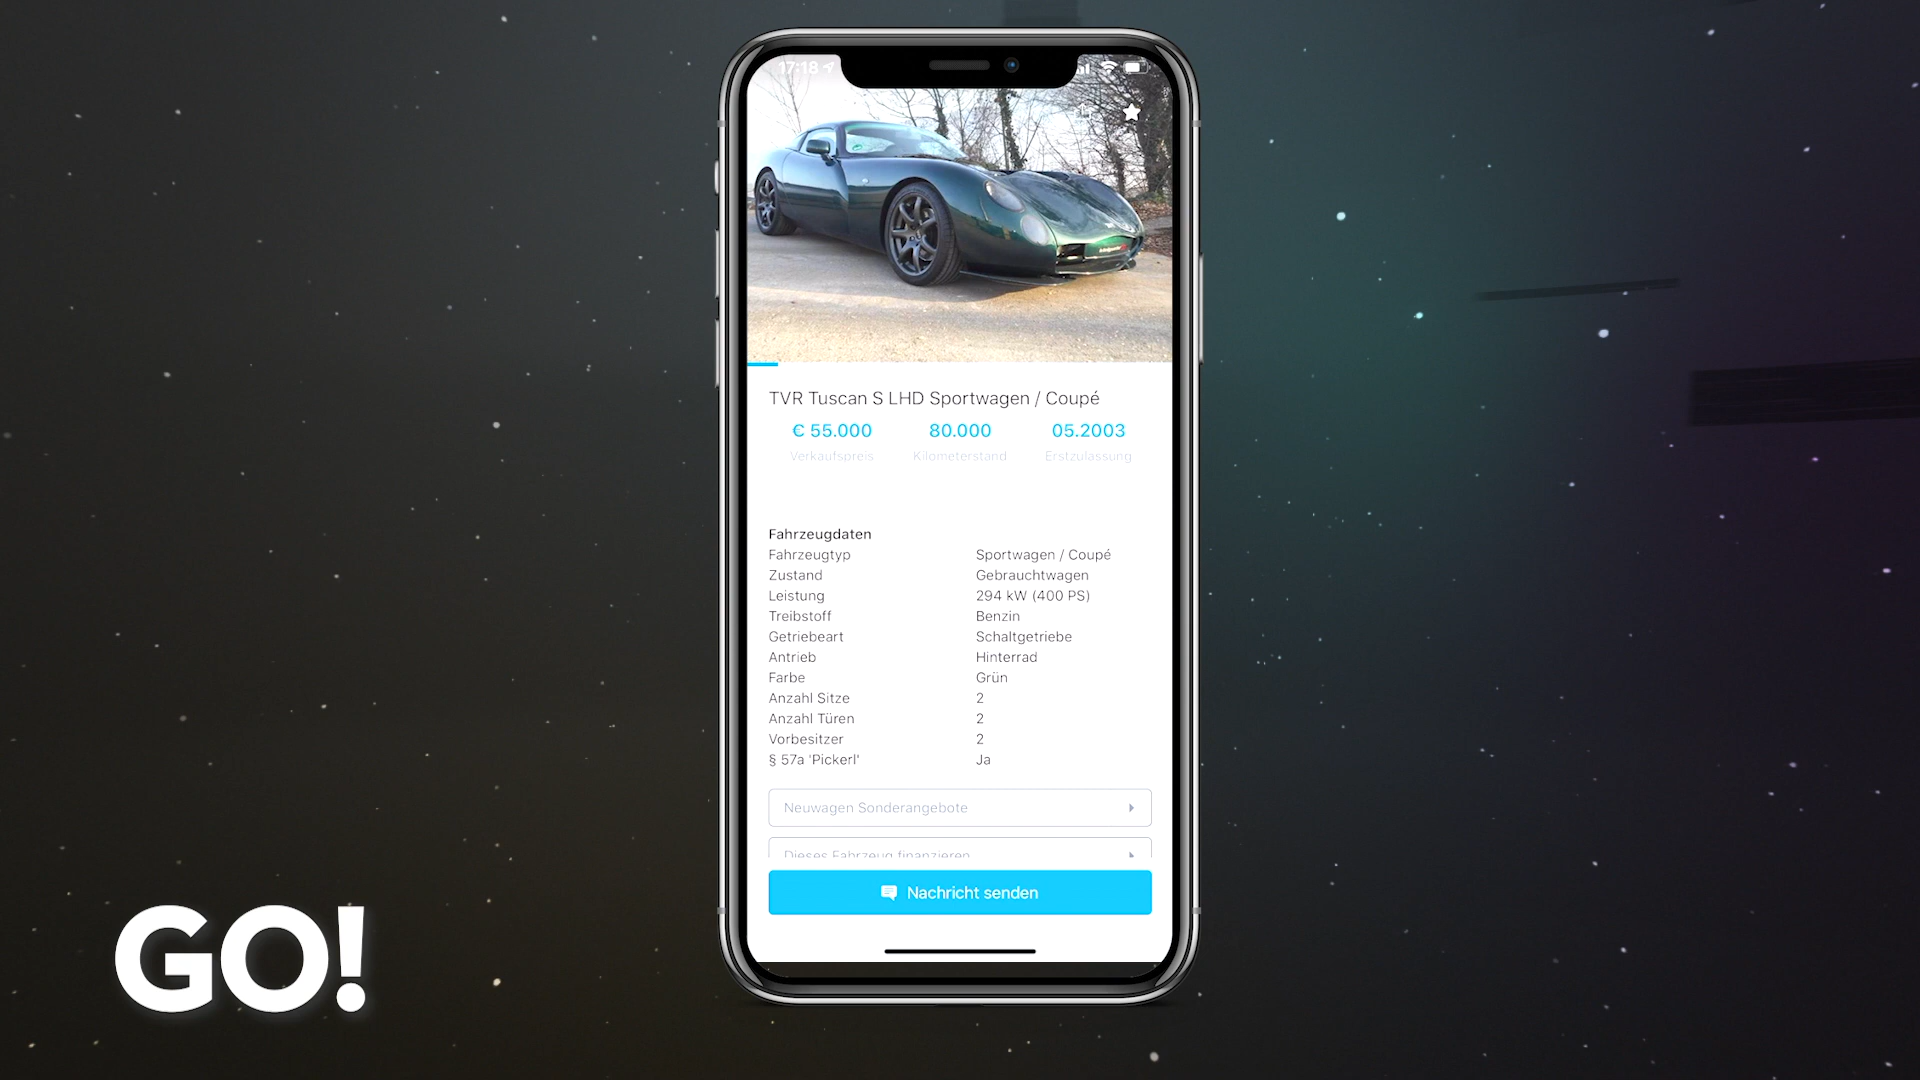 17:18
TVR Tuscan S LHD Sportwagen / Coupé
€ 55.000 80.000 05.2003
Verkaufspreis Kilometerstand Erstzulassung
Fahrzeugdaten
Fahrzeugtyp Sportwagen / Coupé
Zustand Gebrauchtwagen
Leistung 294 kW (400 PS)
Treibstoff Benzin
Getriebeart Schaltgetriebe
Antrieb Hinterrad
Farbe Grün
Anzahl Sitze 2
Anzahl Türen 2
Vorbesitzer 2
§ 57a 'Pickerl' Ja
Neuwagen Sonderangebote
Dieses Fahrzeug finanzieren
Nachricht senden
GO!